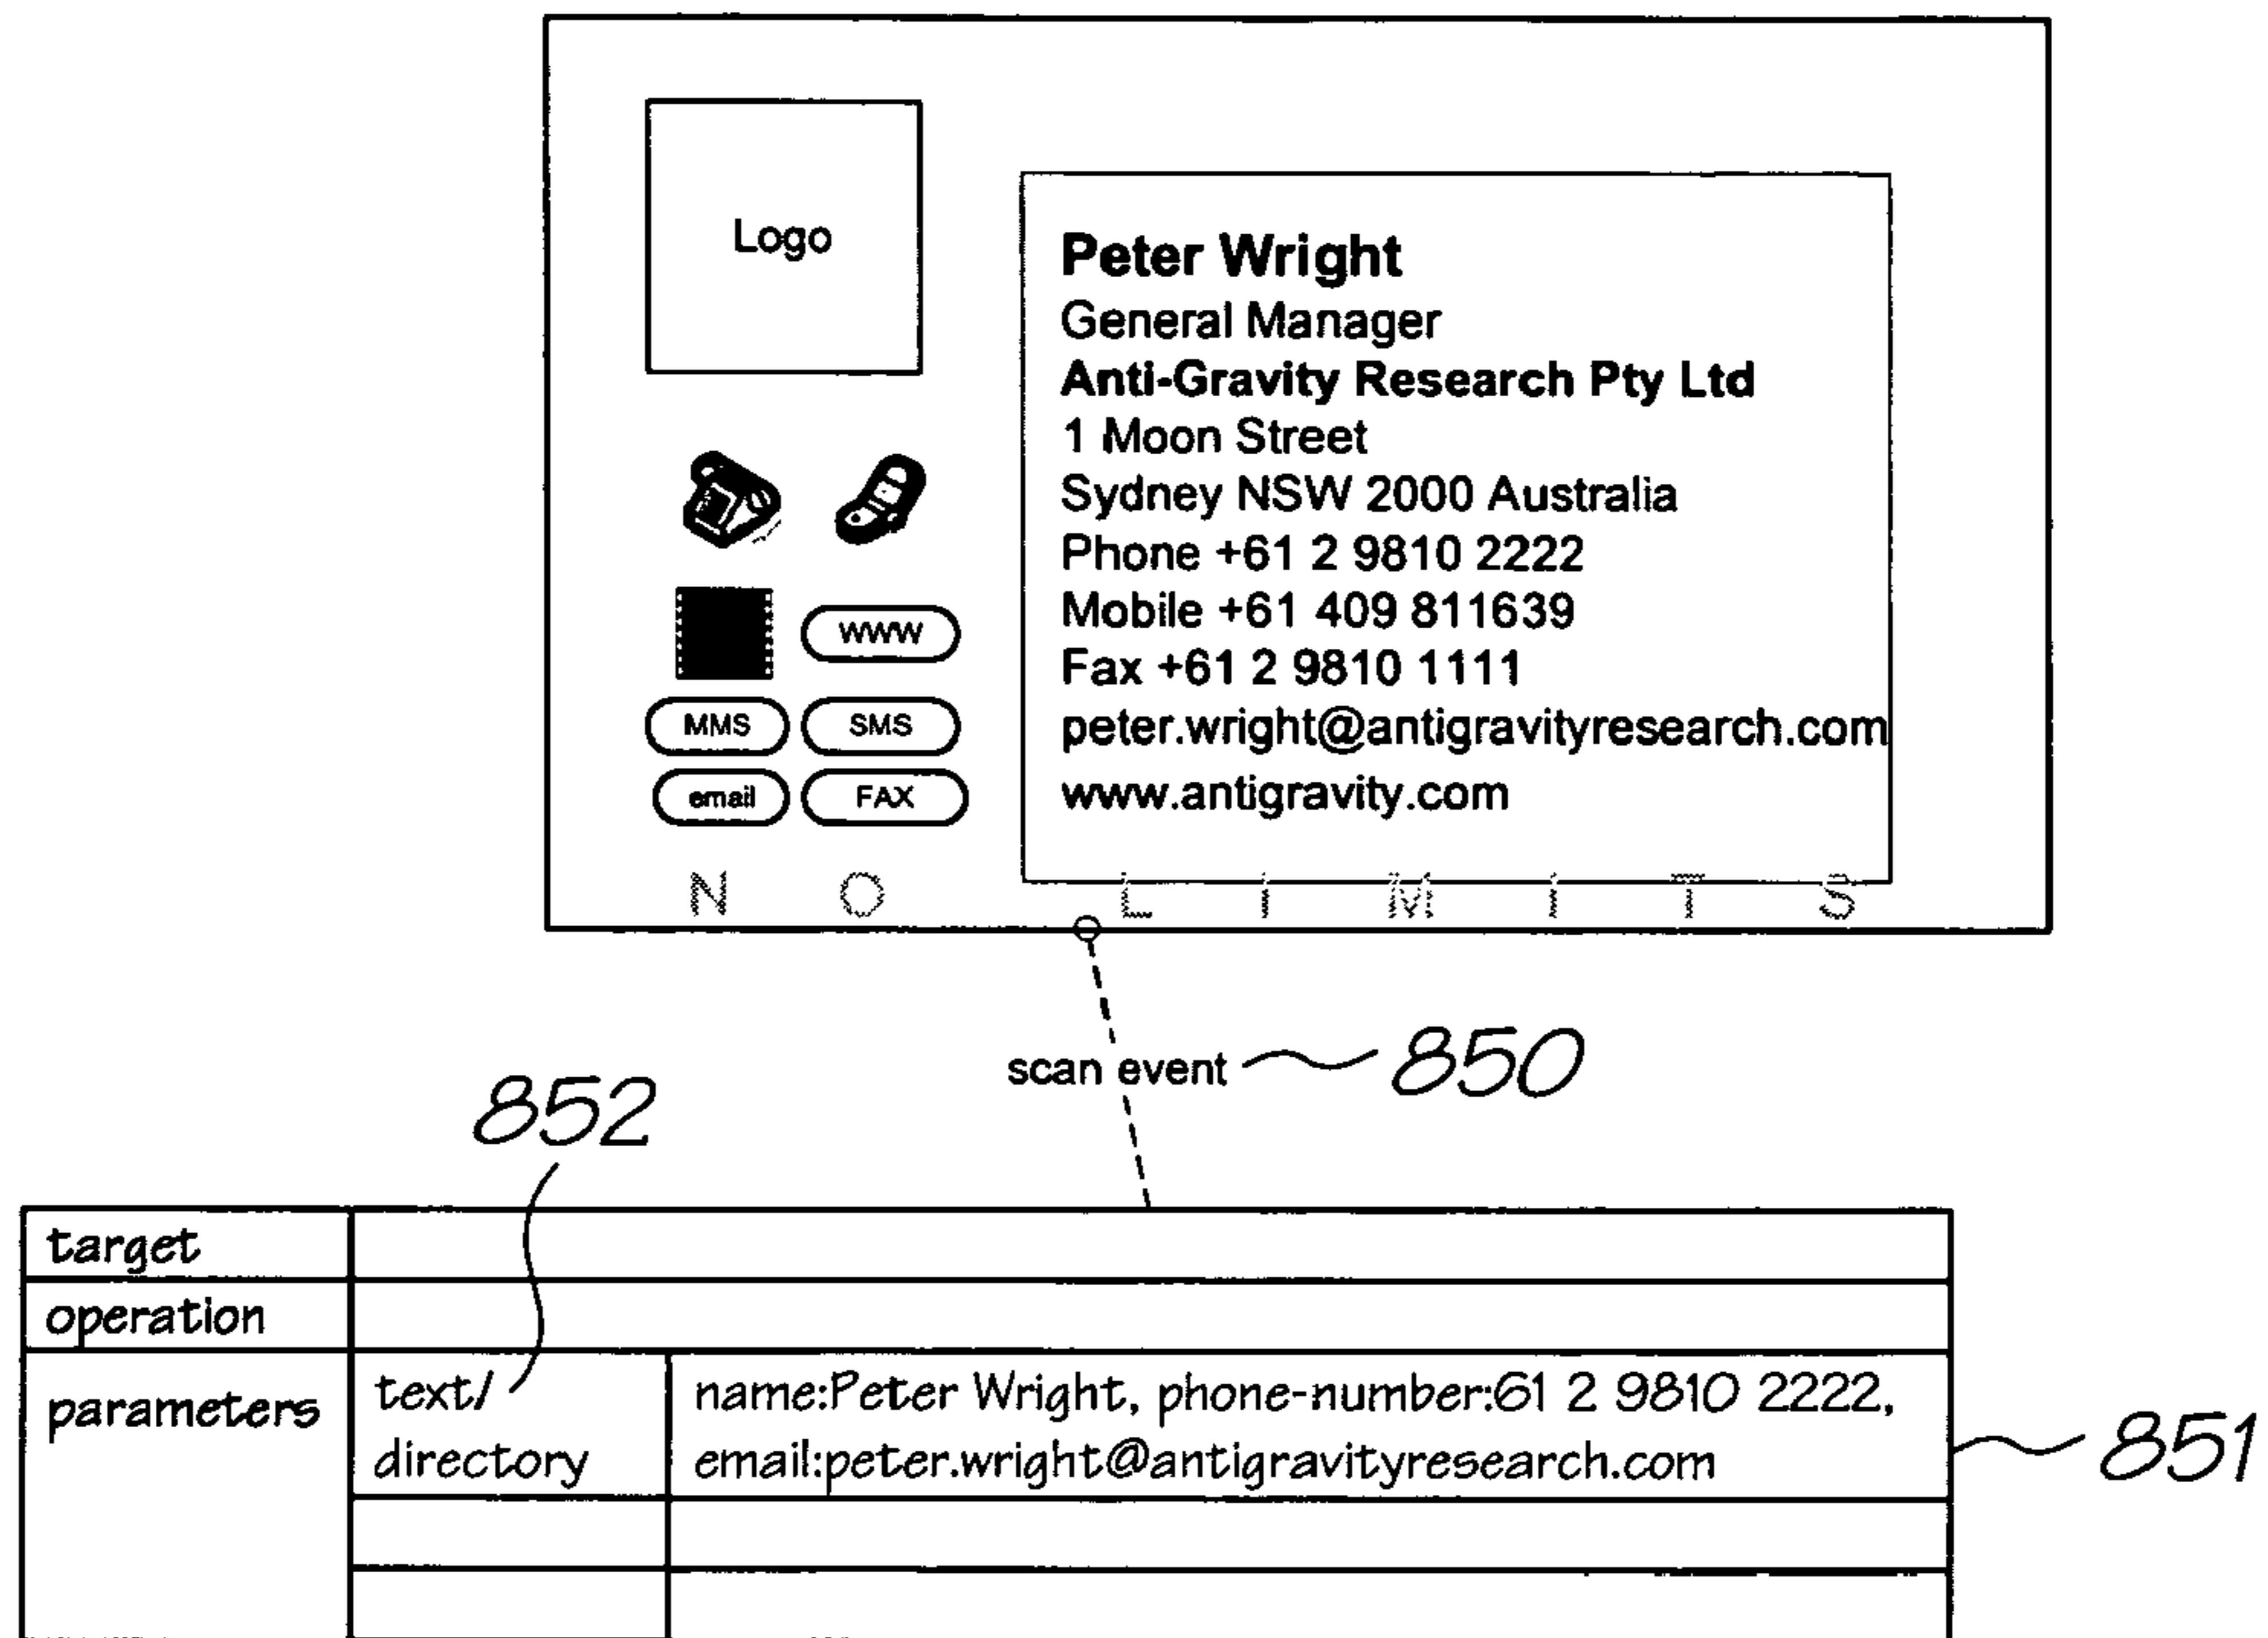 Logo
Peter Wright
General Manager
Anti-Gravity Research Pty Ltd
1 Moon Street
Sydney NSW 2000 Australia
Phone +61 2 9810 2222
Mobile +61 409 811639
Fax +61 2 9810 1111
peter.wright@antigravityresearch.com
www.antigravity.com
WWW
MMS SMS
email FAX
N O L I M I T S
scan event 850
852
target
operation
parameters
text/
directory
name:Peter Wright, phone-number:61 2 9810 2222,
email:peter.wright@antigravityresearch.com
851